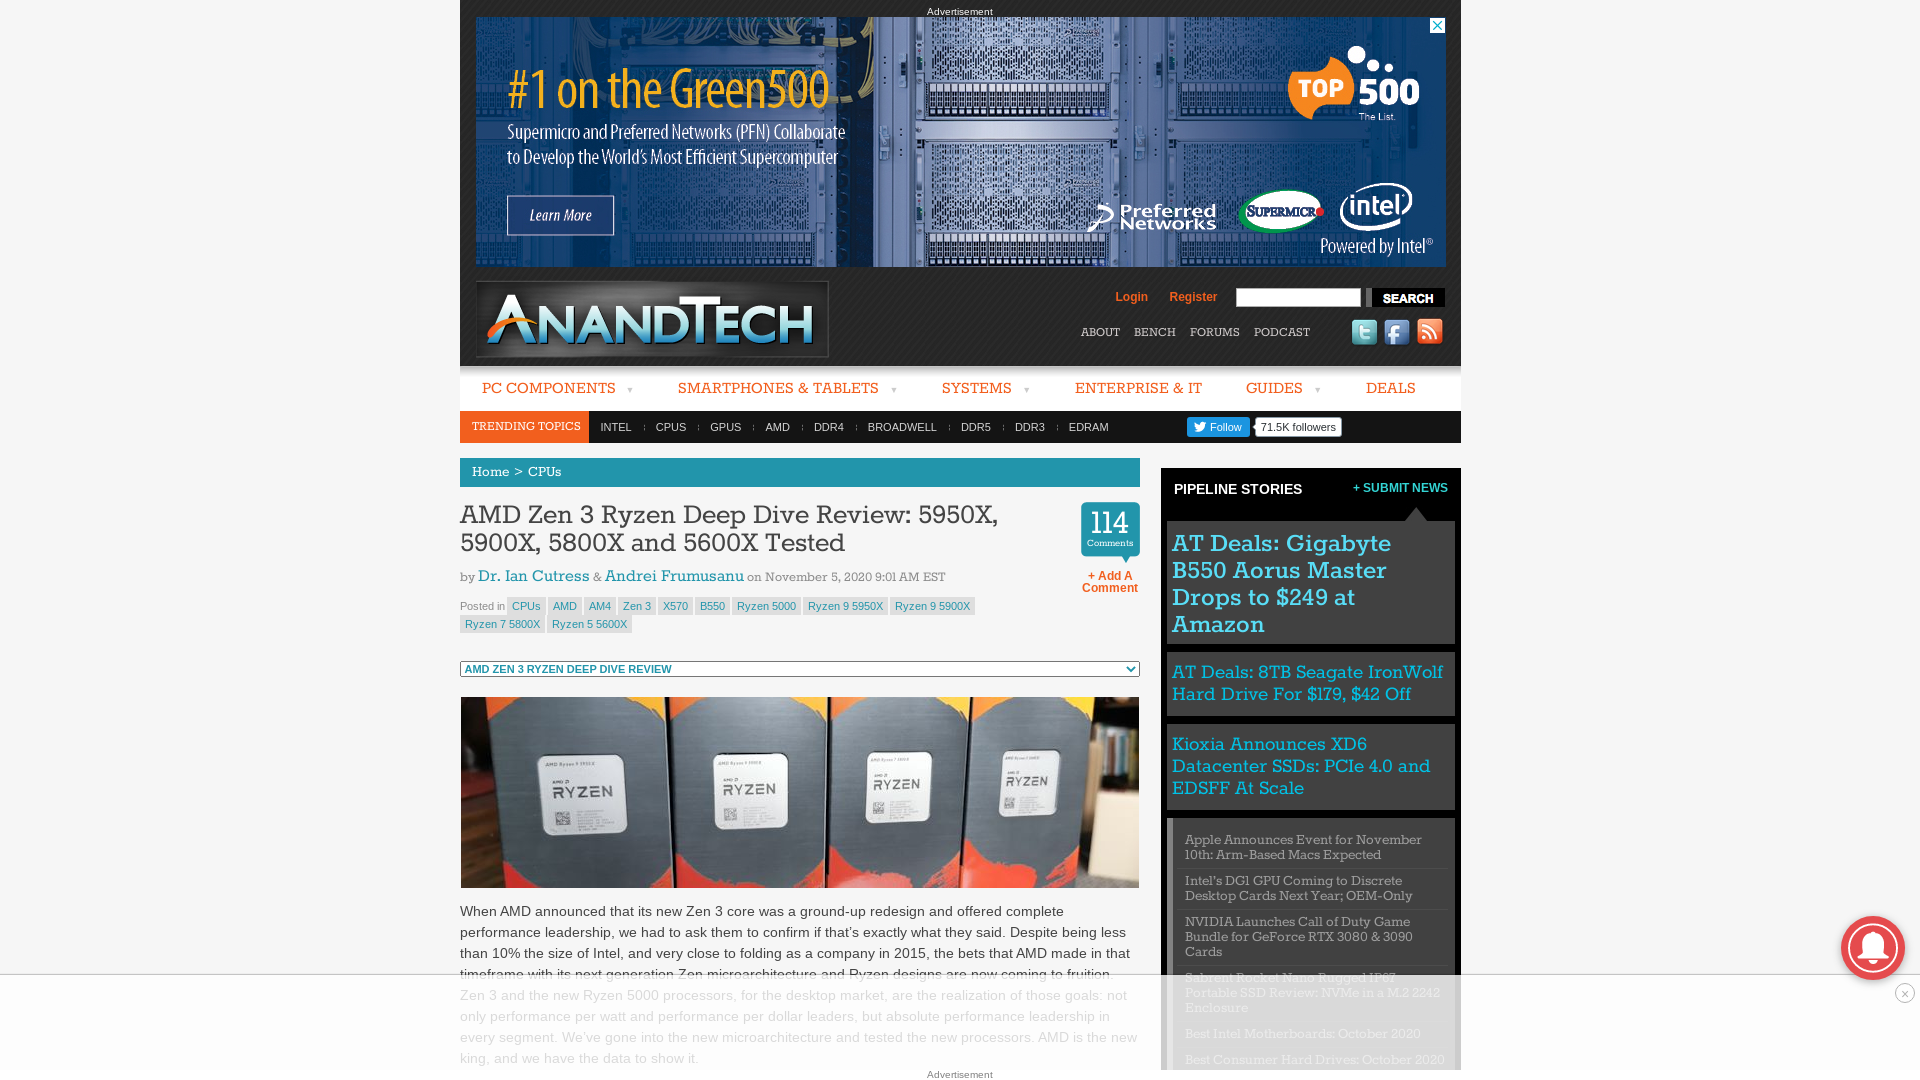 Advertisement
#1 on the Green500
Supermicro and Preferred Networks (PFN) Collaborate
to Develop the World's Most Efficient Supercomputer
Learn More
TOP 500
The List.
Preferred
Networks
SUPERMICR
intel
Powered by Intel®
ANANDTECH
Login
Register
SEARCH
ABOUT
BENCH
FORUMS
PODCAST
PC COMPONENTS
SMARTPHONES & TABLETS
SYSTEMS
ENTERPRISE & IT
GUIDES
DEALS
TRENDING TOPICS
INTEL
CPUS
GPUS
AMD
DDR4
BROADWELL
DDR5
DDR3
EDRAM
Follow
71.5K followers
Home > CPUs
AMD Zen 3 Ryzen Deep Dive Review: 5950X,
5900X, 5800X and 5600X Tested
114
Comments
+ Add A
Comment
by Dr. Ian Cutress & Andrei Frumusanu on November 5, 2020 9:01 AM EST
Posted in CPUs AMD AM4 Zen 3 X570 B550 Ryzen 5000 Ryzen 9 5950X Ryzen 9 5900X
Ryzen 7 5800X Ryzen 5 5600X
AMD ZEN 3 RYZEN DEEP DIVE REVIEW
RYZEN
RYZEN
RYZEN
RYZEN
When AMD announced that its new Zen 3 core was a ground-up redesign and offered complete
performance leadership, we had to ask them to confirm if that's exactly what they said. Despite being less
than 10% the size of Intel, and very close to folding as a company in 2015, the bets that AMD made in that
timeframe with its next generation Zen microarchitecture and Ryzen designs are now coming to fruition.
Zen 3 and the new Ryzen 5000 processors, for the desktop market, are the realization of those goals: not
only performance per watt and performance per dollar leaders, but absolute performance leadership in
every segment. We've gone into the new microarchitecture and tested the new processors. AMD is the new
king, and we have the data to show it.
PIPELINE STORIES
+ SUBMIT NEWS
AT Deals: Gigabyte
B550 Aorus Master
Drops to $249 at
Amazon
AT Deals: 8TB Seagate IronWolf
Hard Drive For $179, $42 Off
Kioxia Announces XD6
Datacenter SSDs: PCIe 4.0 and
EDSFF At Scale
Apple Announces Event for November
10th: Arm-Based Macs Expected
Intel's DG1 GPU Coming to Discrete
Desktop Cards Next Year; OEM-Only
NVIDIA Launches Call of Duty Game
Bundle for GeForce RTX 3080 & 3090
Cards
Sabrent Rocket Nano Rugged IP67
Portable SSD Review: NVMe in a M.2 2242
Enclosure
Best Intel Motherboards: October 2020
Best Consumer Hard Drives: October 2020
Advertisement